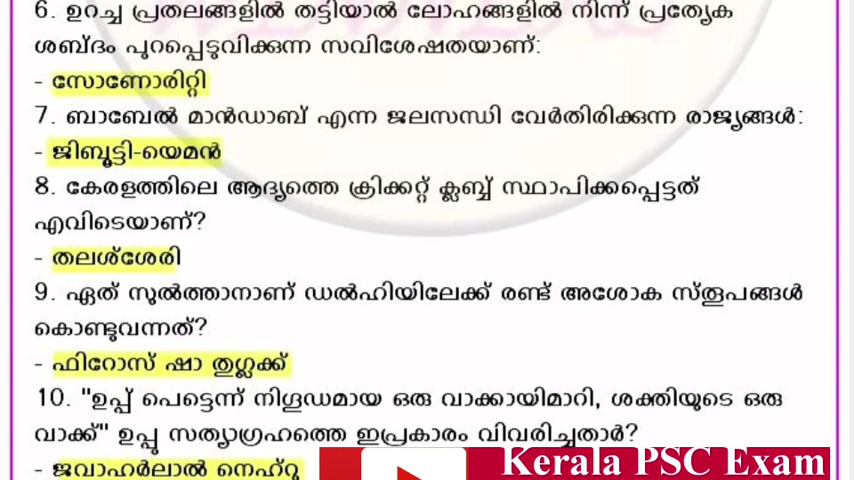 6. ഉറച്ച പ്രതലങ്ങളിൽ തട്ടിയാൽ ലോഹങ്ങളിൽ നിന്ന് പ്രത്യേക
ശബ്ദം പുറപ്പെടുവിക്കുന്ന സവിശേഷതയാണ്:
- സോണോരിറ്റി
7. ബാബേൽ മാൻഡാബ് എന്ന ജലസന്ധി വേർതിരിക്കുന്ന രാജ്യങ്ങൾ:
- ജിബൂട്ടി-യെമൻ
8. കേരളത്തിലെ ആദ്യത്തെ ക്രിക്കറ്റ് ക്ലബ്ബ് സ്ഥാപിക്കപ്പെട്ടത്
എവിടെയാണ്?
- തലശ്ശേരി
9. ഏത് സുൽത്താനാണ് ഡൽഹിയിലേക്ക് രണ്ട് അശോക സ്തൂപങ്ങൾ
കൊണ്ടുവന്നത്?
- ഫിറോസ് ഷാ തുഗ്ലക്ക്
10. "ഉപ്പ് പെട്ടെന്ന് നിഗൂഡമായ ഒരു വാക്കായിമാറി, ശക്തിയുടെ ഒരു
വാക്ക്" ഉപ്പു സത്യാഗ്രഹത്തെ ഇപ്രകാരം വിവരിച്ചതാർ?
- ജവാഹർലാൽ നെഹ്റു
Kerala PSC Exam